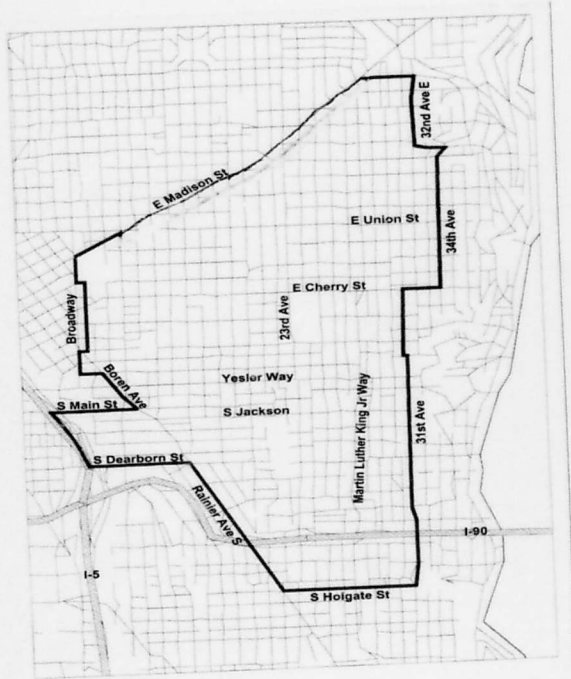 32nd Ave E
E Madison St
E Union St
34th Ave
E Cherry St
23rd Ave
Broadway
Boren Ave
Yesler Way
S Main St
S Jackson
Martin Luther King Jr Way
31st Ave
S Dearborn St
Rainier Ave S
I-90
I-5
S Holgate St